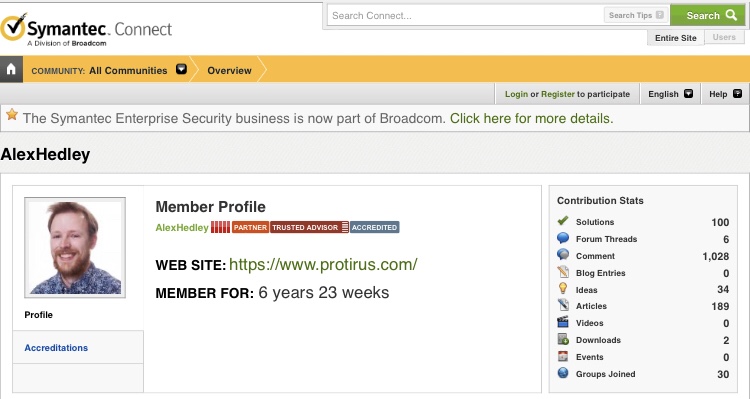 Symantec. Connect
A Division of Broadcom
Search Connect...
Search Tips ?
Search
Entire Site
Users
COMMUNITY: All Communities
Overview
Login or Register to participate
English
Help ?
The Symantec Enterprise Security business is now part of Broadcom. Click here for more details.
AlexHedley
Member Profile
AlexHedley PARTNER TRUSTED ADVISOR ACCREDITED
WEB SITE: https://www.protirus.com/
MEMBER FOR: 6 years 23 weeks
Profile
Accreditations
Contribution Stats
Solutions 100
Forum Threads 6
Comment 1,028
Blog Entries 0
Ideas 34
Articles 189
Videos 0
Downloads 2
Events 0
Groups Joined 30